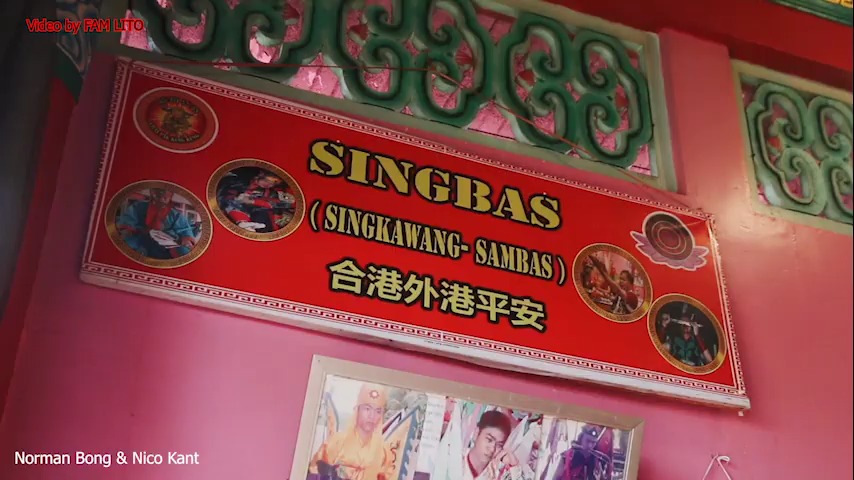 Video by FAM LITO
SINGBAS
( SINGKAWANG- SAMBAS )
合港外港平安
Norman Bong & Nico Kant